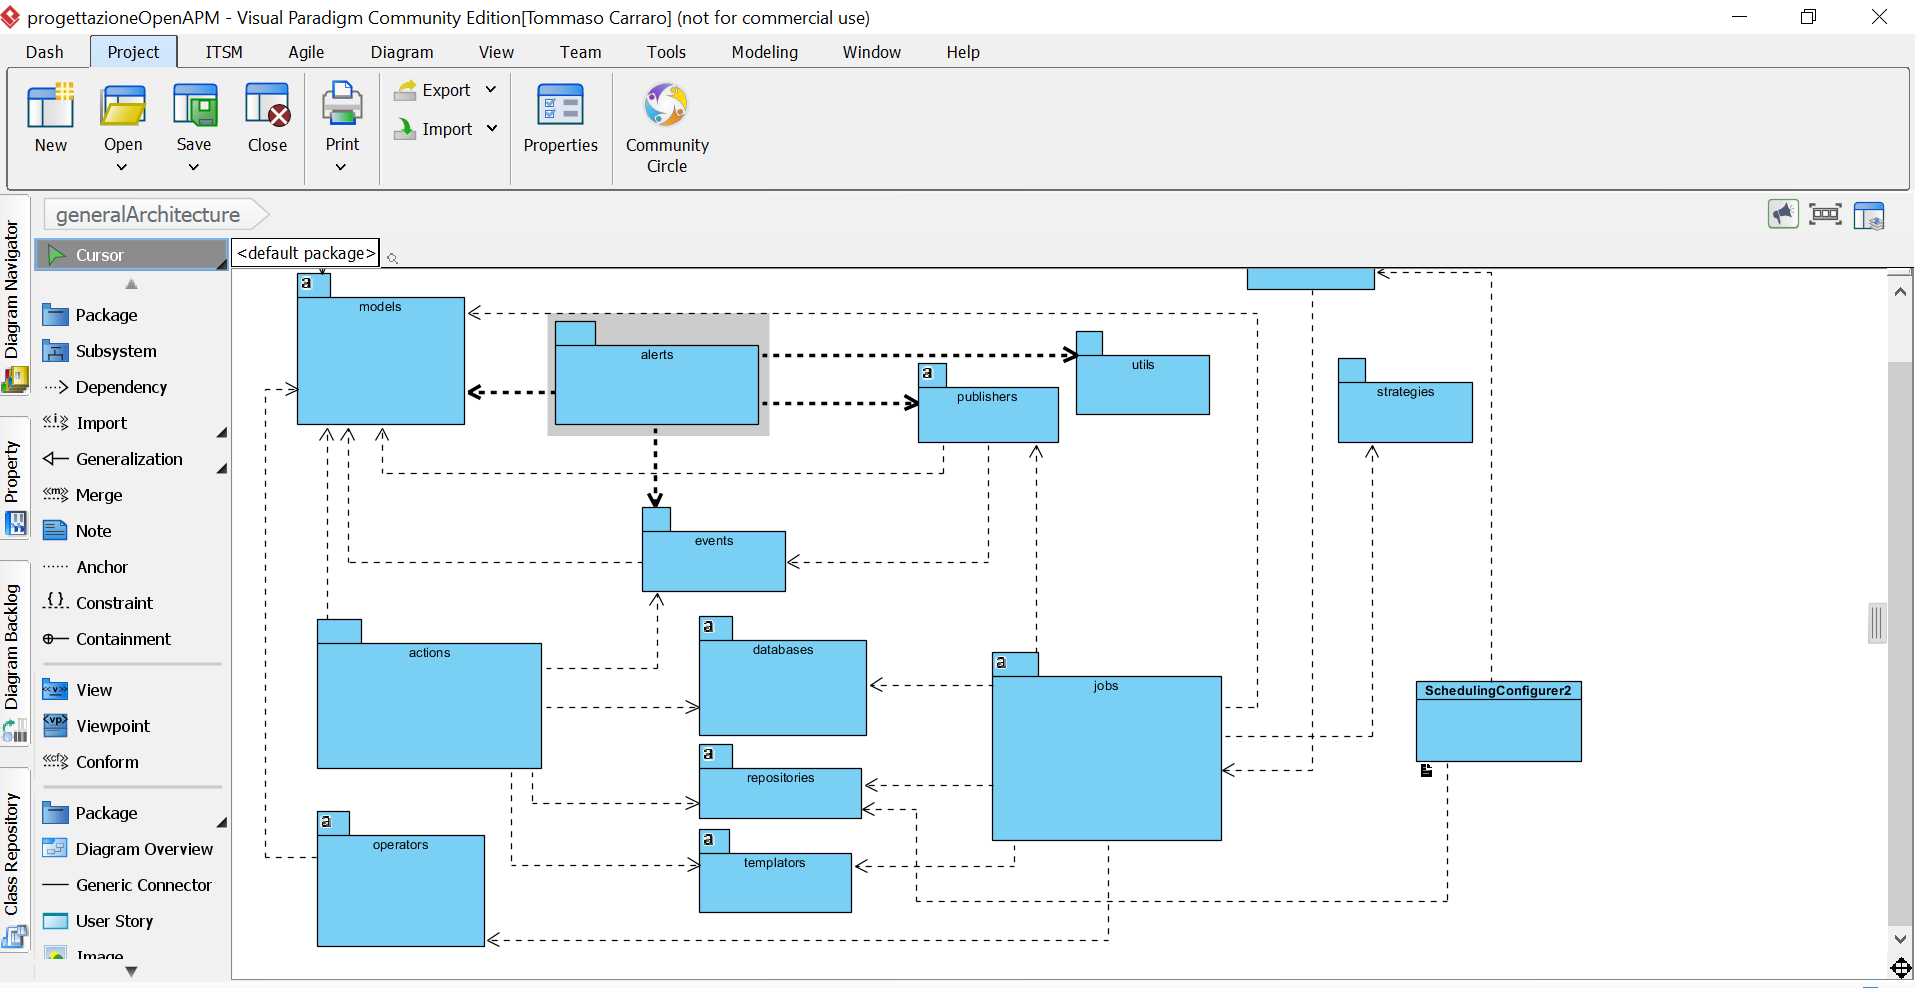 progettazioneOpenAPM - Visual Paradigm Community Edition[Tommaso Carraro] (not for commercial use)
Dash Project ITSM Agile Diagram View Team Tools Modeling Window Help
New Open Save Close Print Export Import Properties Community Circle
generalArchitecture
Diagram Navigator
Property
Diagram Backlog
Class Repository
Cursor
Package
Subsystem
Dependency
<<i>> Import
Generalization
<<m>> Merge
Note
Anchor
{ } Constraint
Containment
<<v>> View
<<vp>> Viewpoint
<<cf>> Conform
Package
Diagram Overview
Generic Connector
User Story
Image
<default package>
a
models
alerts
a
publishers
utils
strategies
events
actions
a
databases
a
jobs
SchedulingConfigurer2
a
repositories
a
operators
a
templators